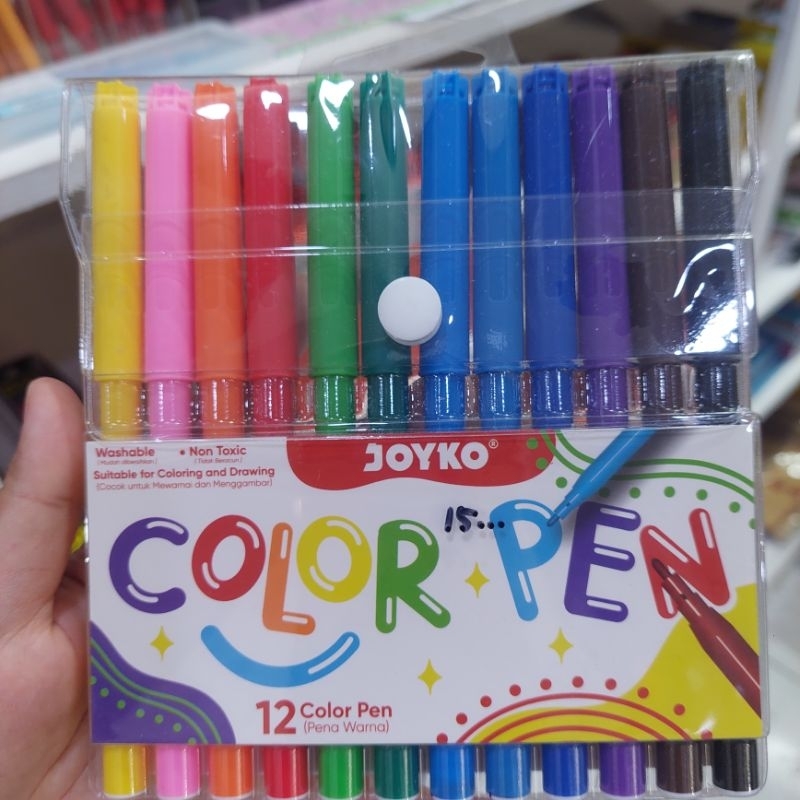 JOYKO®
Washable • Non Toxic
(Mudah dibersihkan) (Tidak Beracun)
Suitable for Coloring and Drawing
(Cocok untuk Mewarnai dan Menggambar)
15...
COLOR PEN
12 Color Pen
(Pena Warna)